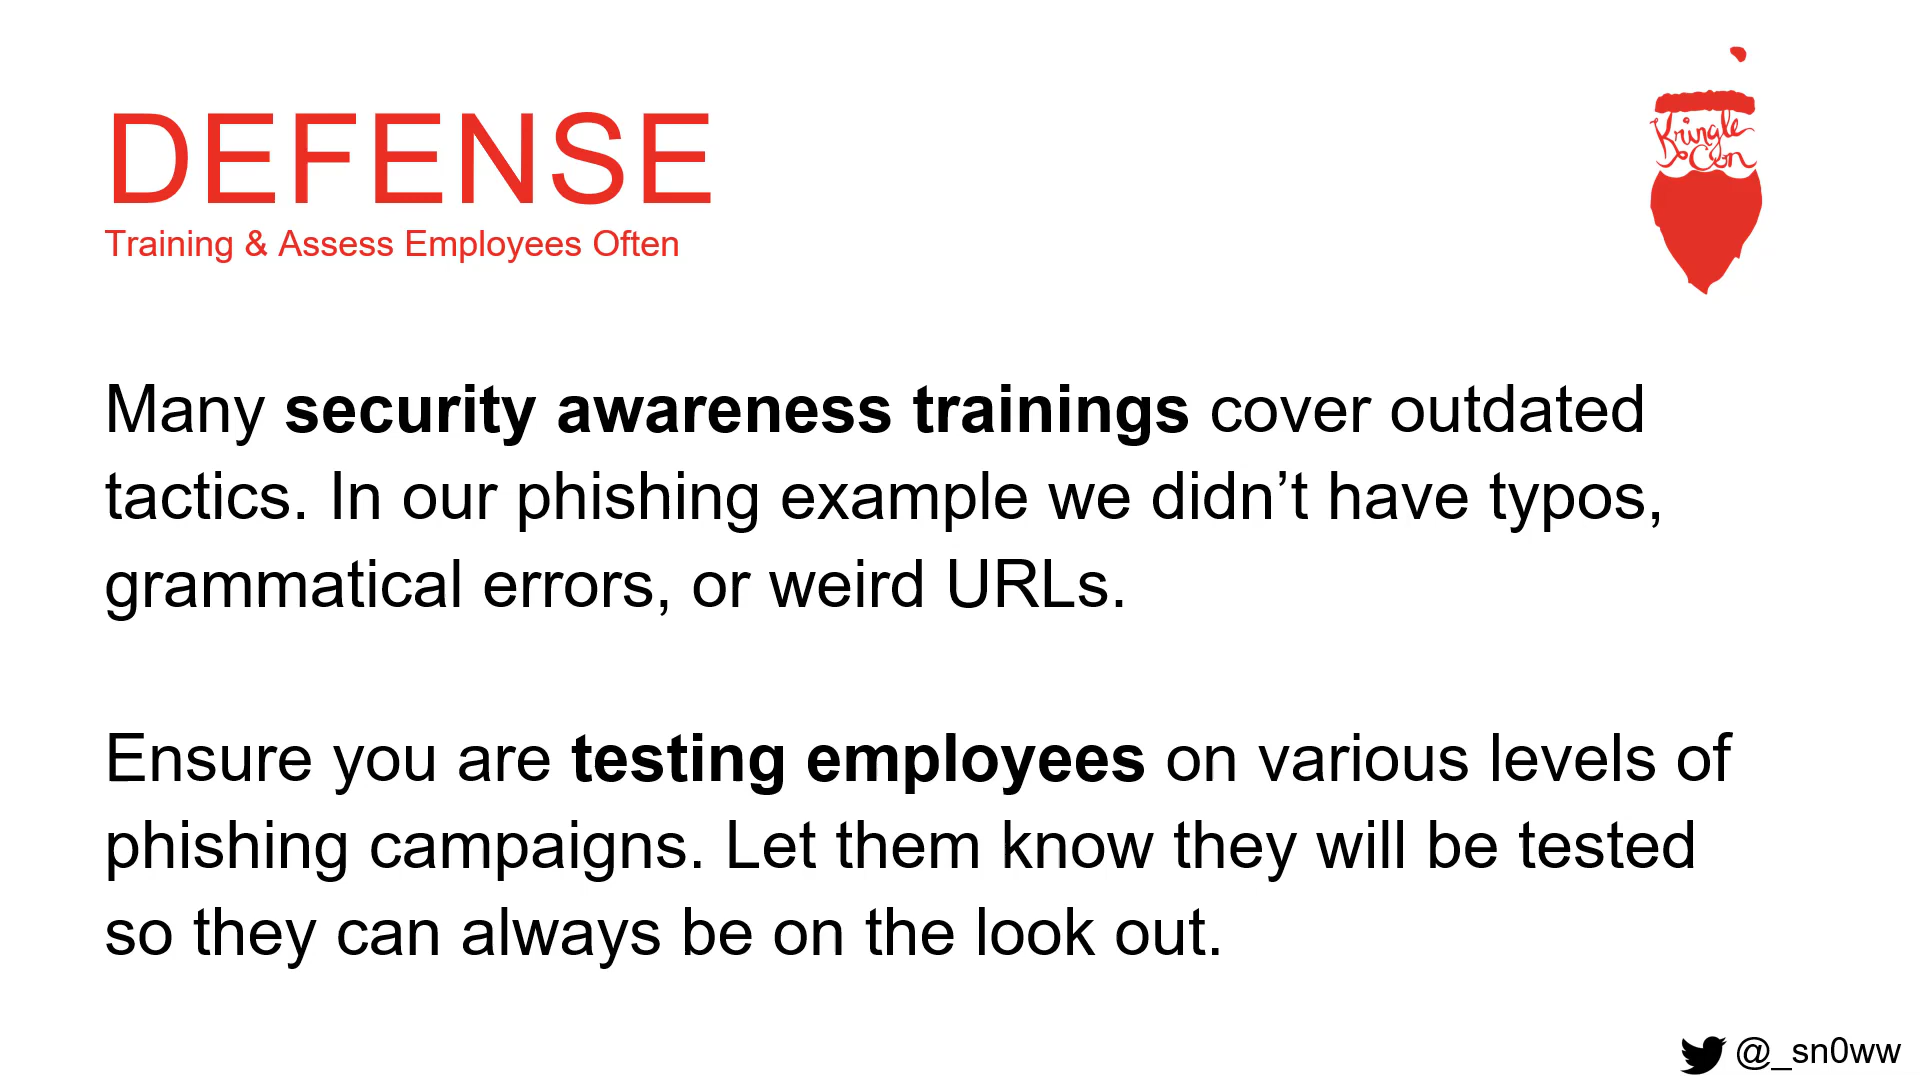 DEFENSE
Training & Assess Employees Often
Kringle
Con
Many security awareness trainings cover outdated
tactics. In our phishing example we didn’t have typos,
grammatical errors, or weird URLs.
Ensure you are testing employees on various levels of
phishing campaigns. Let them know they will be tested
so they can always be on the look out.
@_sn0ww